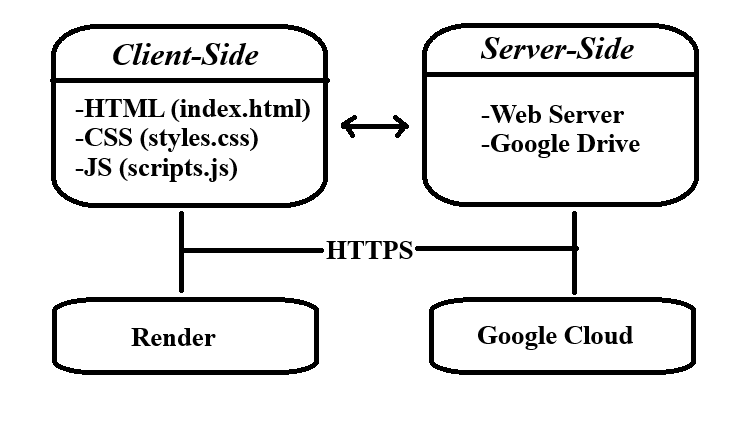 Client-Side
-HTML (index.html)
-CSS (styles.css)
-JS (scripts.js)
Server-Side
-Web Server
-Google Drive
HTTPS
Render
Google Cloud